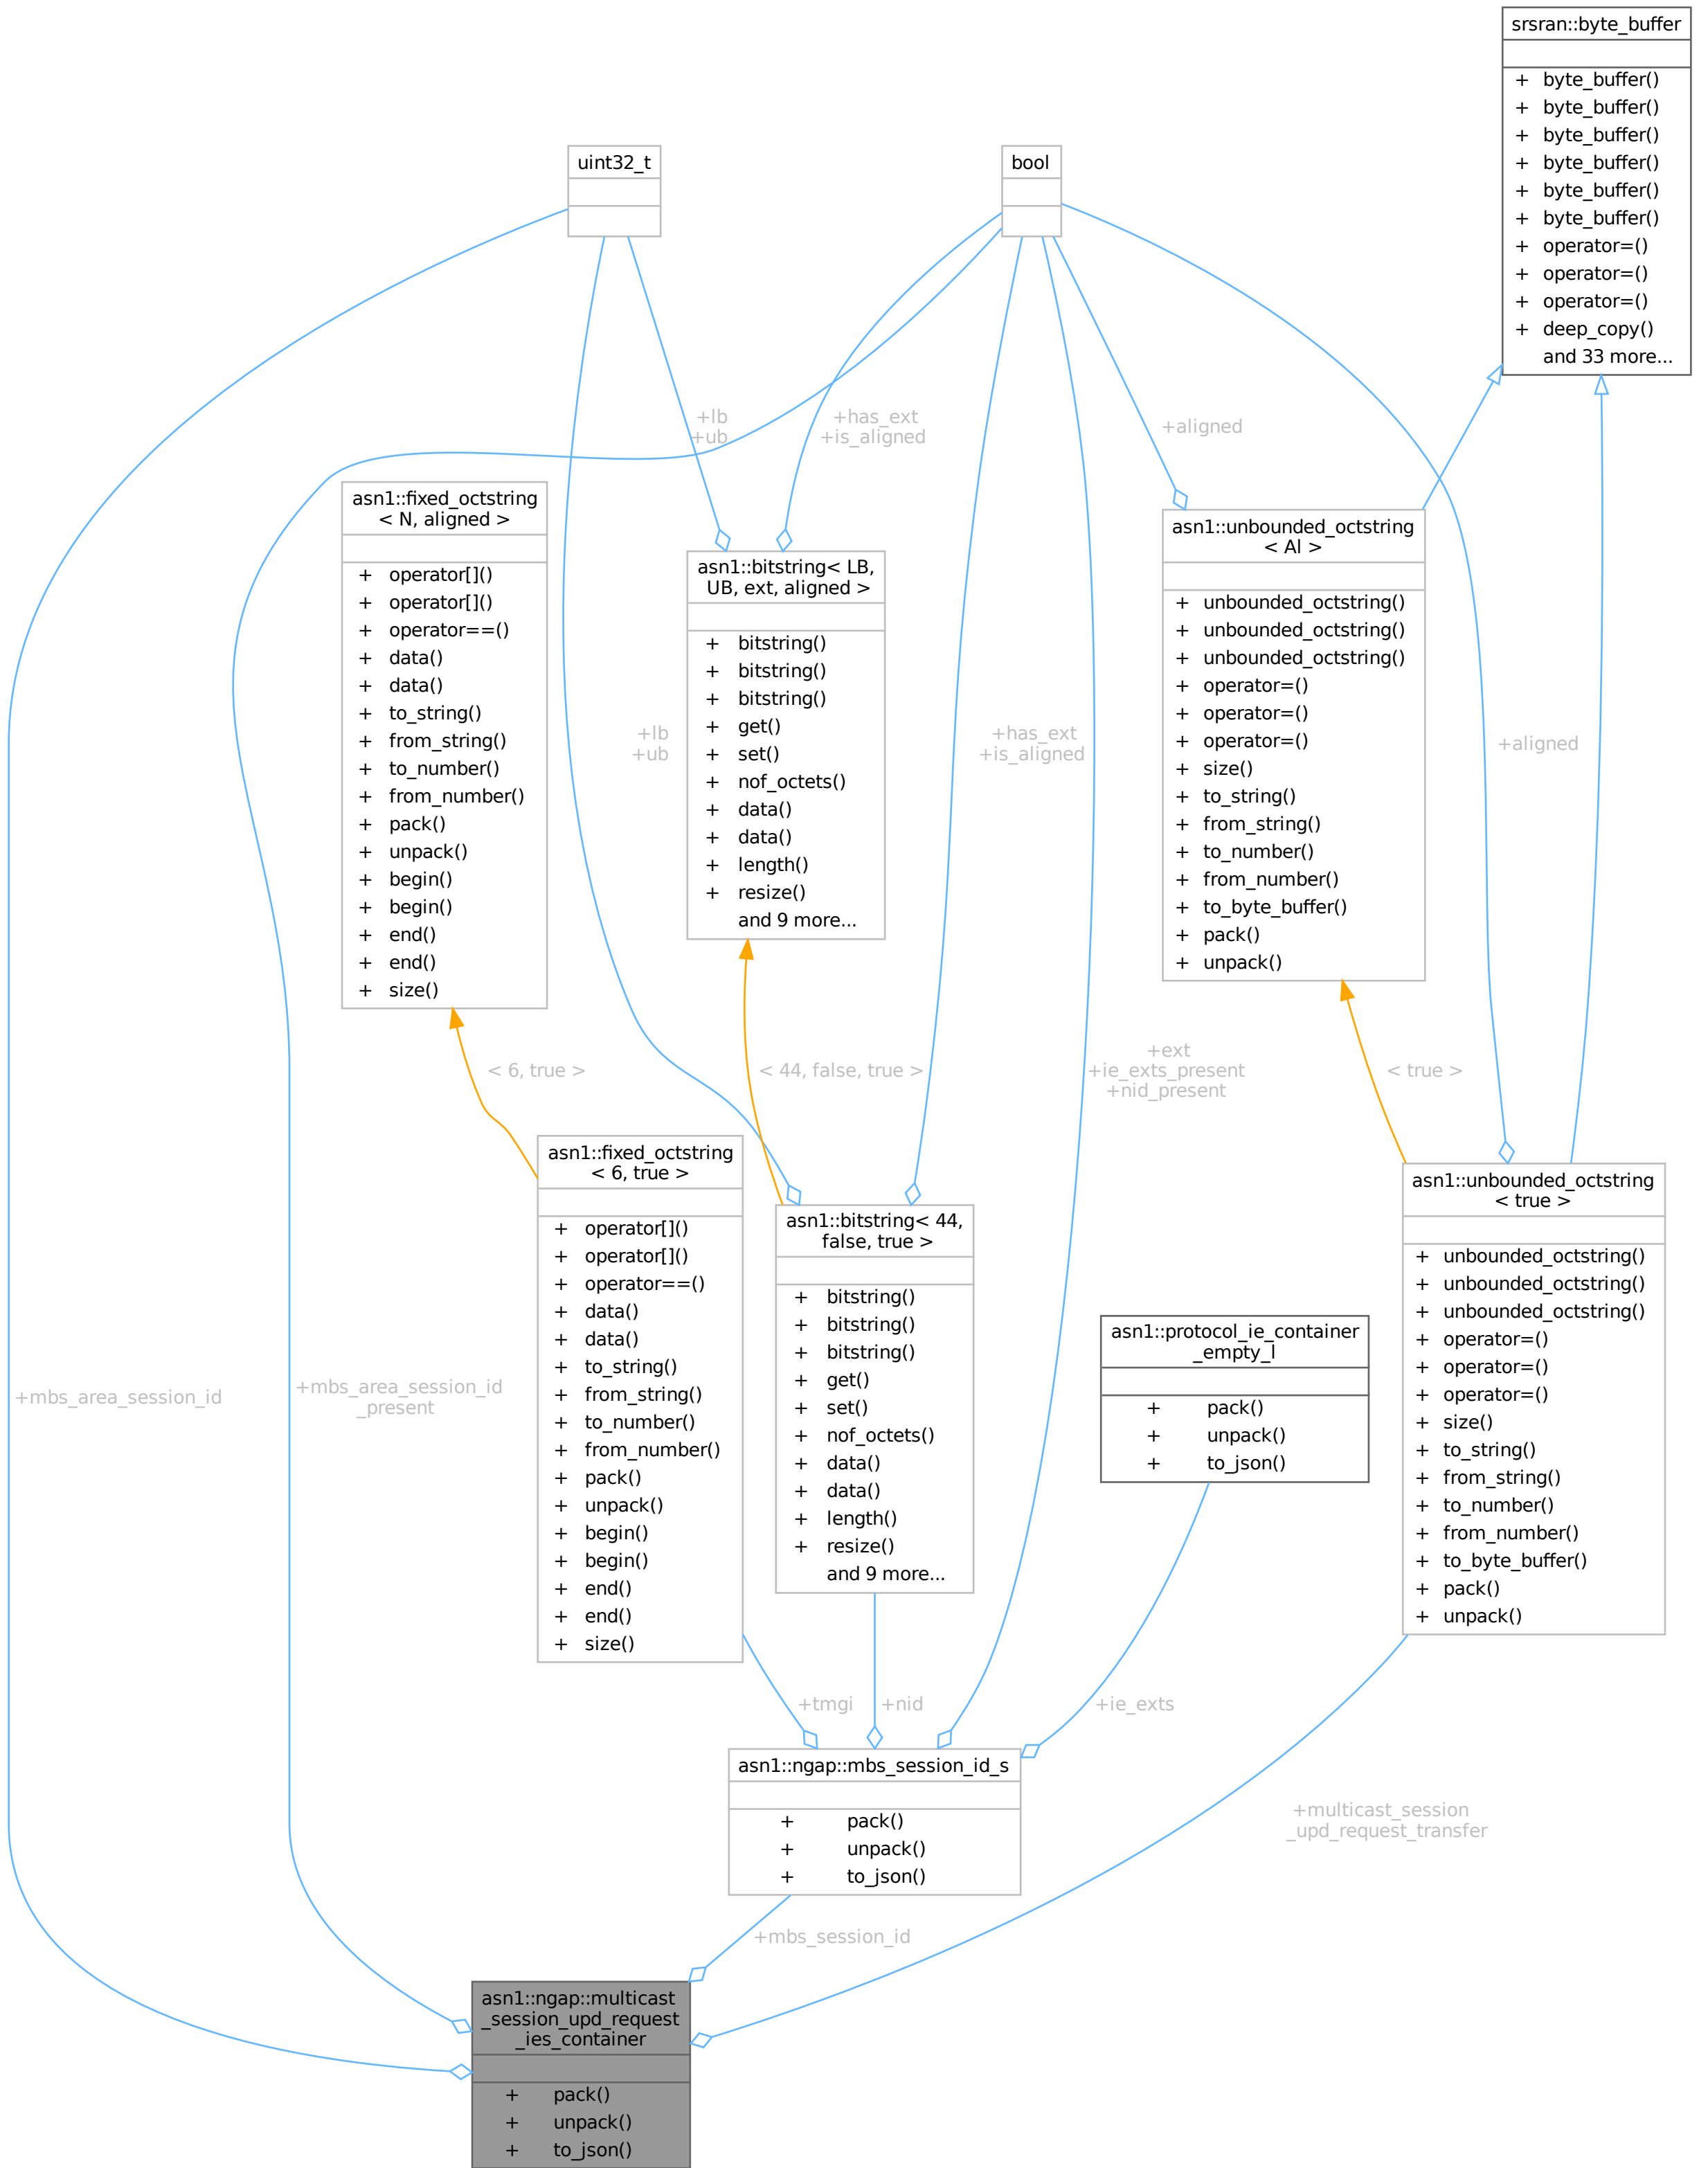 srsran::byte_buffer
+ byte_buffer()
+ byte_buffer()
+ byte_buffer()
+ byte_buffer()
+ byte_buffer()
+ byte_buffer()
+ operator=()
+ operator=()
+ operator=()
+ deep_copy()
and 33 more...
uint32_t
bool
+lb
+ub
+has_ext
+is_aligned
+aligned
asn1::fixed_octstring
< N, aligned >
+ operator[]()
+ operator[]()
+ operator==()
+ data()
+ data()
+ to_string()
+ from_string()
+ to_number()
+ from_number()
+ pack()
+ unpack()
+ begin()
+ begin()
+ end()
+ end()
+ size()
asn1::bitstring< LB,
UB, ext, aligned >
+ bitstring()
+ bitstring()
+ bitstring()
+ get()
+ set()
+ nof_octets()
+ data()
+ data()
+ length()
+ resize()
and 9 more...
asn1::unbounded_octstring
< Al >
+ unbounded_octstring()
+ unbounded_octstring()
+ unbounded_octstring()
+ operator=()
+ operator=()
+ operator=()
+ size()
+ to_string()
+ from_string()
+ to_number()
+ from_number()
+ to_byte_buffer()
+ pack()
+ unpack()
+lb
+ub
+has_ext
+is_aligned
+aligned
< 6, true >
< 44, false, true >
+ext
+ie_exts_present
+nid_present
< true >
asn1::fixed_octstring
< 6, true >
+ operator[]()
+ operator[]()
+ operator==()
+ data()
+ data()
+ to_string()
+ from_string()
+ to_number()
+ from_number()
+ pack()
+ unpack()
+ begin()
+ begin()
+ end()
+ end()
+ size()
asn1::bitstring< 44,
false, true >
+ bitstring()
+ bitstring()
+ bitstring()
+ get()
+ set()
+ nof_octets()
+ data()
+ data()
+ length()
+ resize()
and 9 more...
asn1::protocol_ie_container
_empty_l
+ pack()
+ unpack()
+ to_json()
asn1::unbounded_octstring
< true >
+ unbounded_octstring()
+ unbounded_octstring()
+ unbounded_octstring()
+ operator=()
+ operator=()
+ operator=()
+ size()
+ to_string()
+ from_string()
+ to_number()
+ from_number()
+ to_byte_buffer()
+ pack()
+ unpack()
+mbs_area_session_id
+mbs_area_session_id
_present
+tmgi
+nid
+ie_exts
asn1::ngap::mbs_session_id_s
+ pack()
+ unpack()
+ to_json()
+multicast_session
_upd_request_transfer
+mbs_session_id
asn1::ngap::multicast
_session_upd_request
_ies_container
+ pack()
+ unpack()
+ to_json()